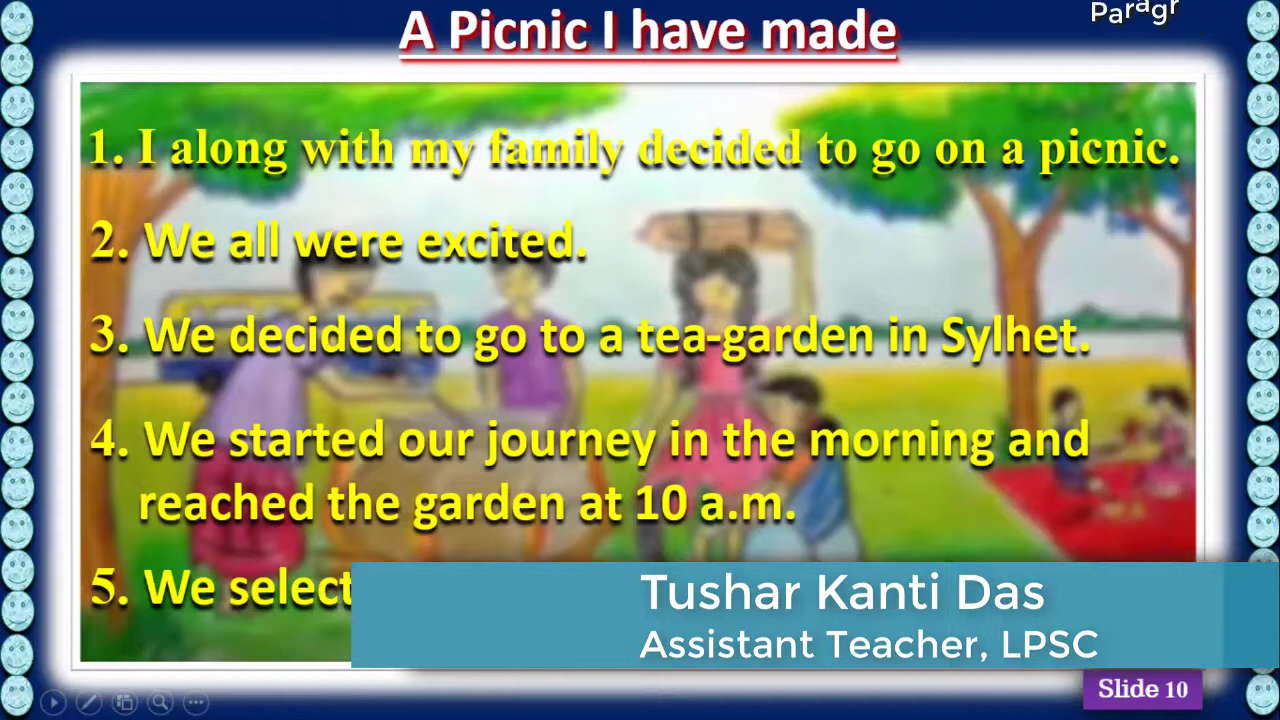 Paragr
A Picnic I have made
1. I along with my family decided to go on a picnic.
2. We all were excited.
3. We decided to go to a tea-garden in Sylhet.
4. We started our journey in the morning and
reached the garden at 10 a.m.
5. We select
Tushar Kanti Das
Assistant Teacher, LPSC
Slide 10